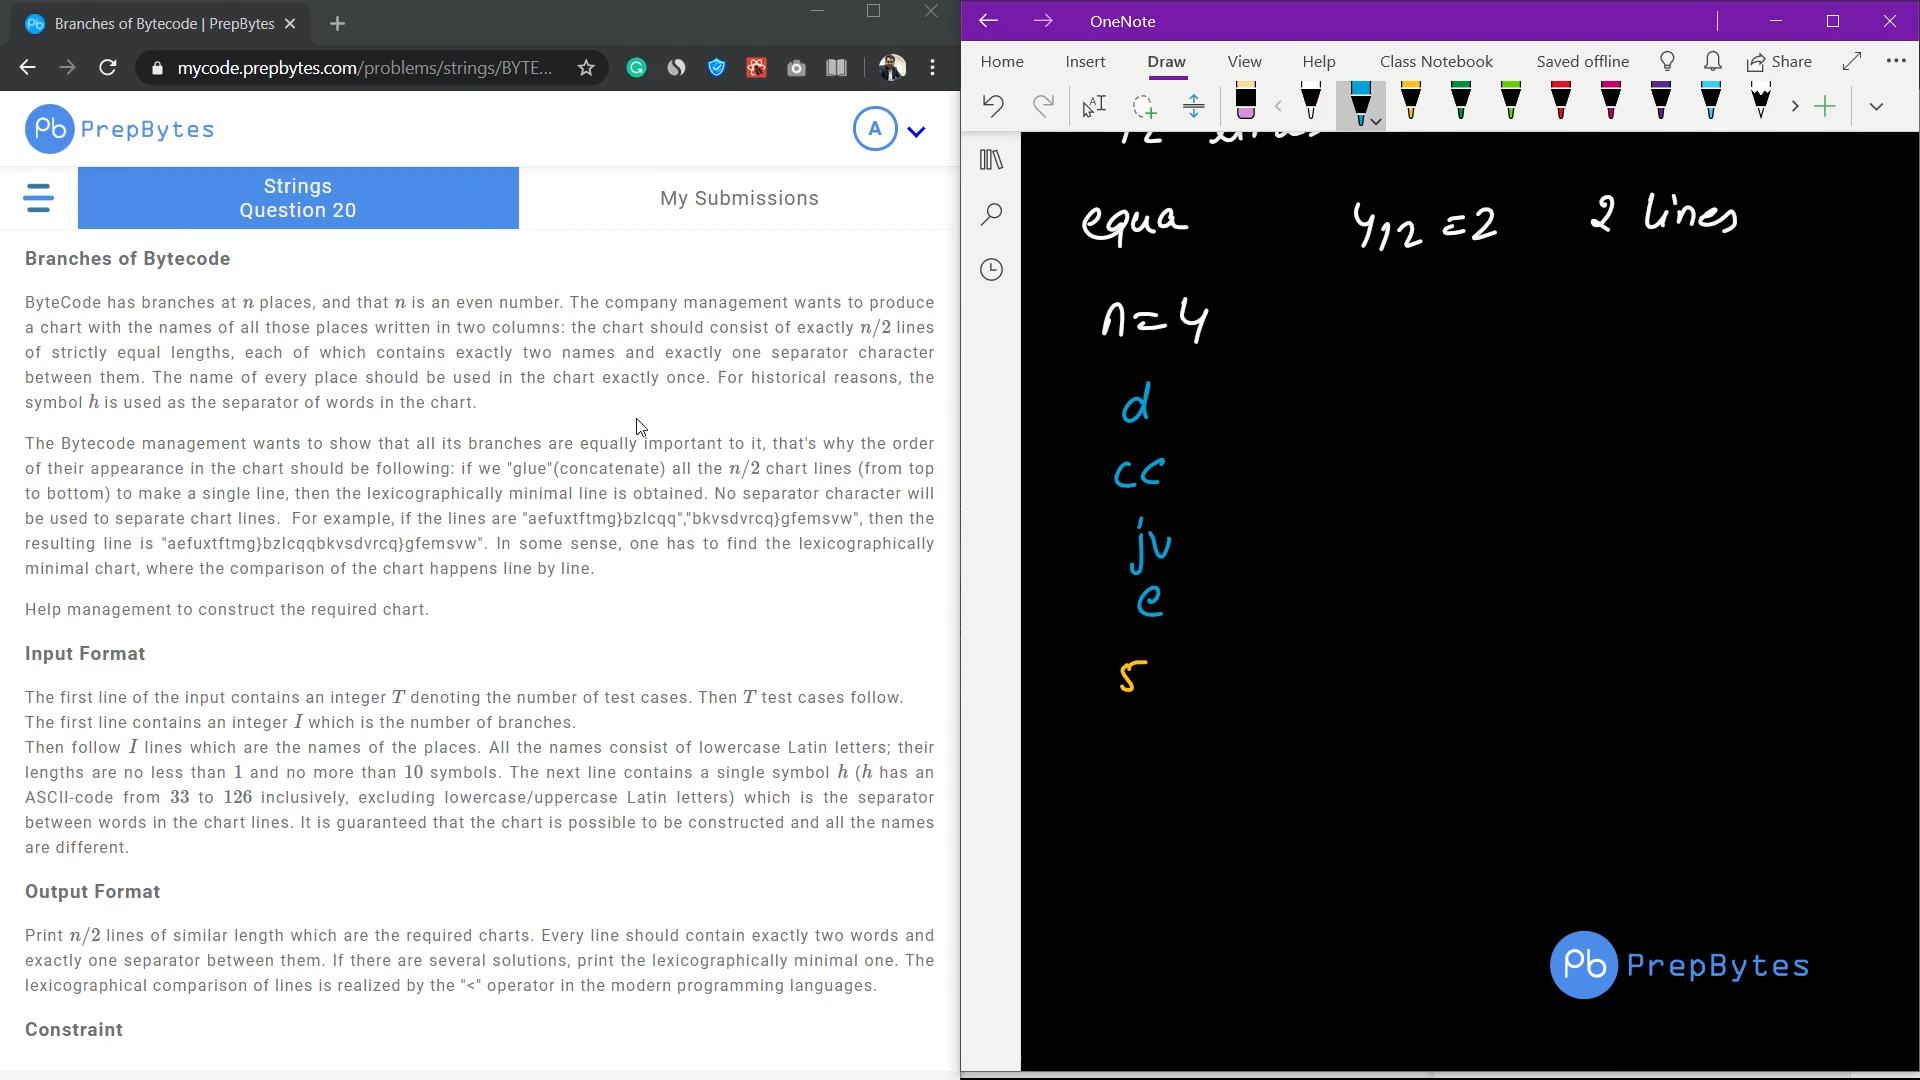 Branches of Bytecode | PrepBytes
mycode.prepbytes.com/problems/strings/BYTE...
Pb PrepBytes
A
Strings
Question 20
My Submissions
Branches of Bytecode
ByteCode has branches at n places, and that n is an even number. The company management wants to produce
a chart with the names of all those places written in two columns: the chart should consist of exactly n/2 lines
of strictly equal lengths, each of which contains exactly two names and exactly one separator character
between them. The name of every place should be used in the chart exactly once. For historical reasons, the
symbol h is used as the separator of words in the chart.
The Bytecode management wants to show that all its branches are equally important to it, that's why the order
of their appearance in the chart should be following: if we "glue"(concatenate) all the n/2 chart lines (from top
to bottom) to make a single line, then the lexicographically minimal line is obtained. No separator character will
be used to separate chart lines. For example, if the lines are "aefuxtftmg}bzlcqq","bkvsdvrcq}gfemsvw", then the
resulting line is "aefuxtftmg}bzlcqqbkvsdvrcq}gfemsvw". In some sense, one has to find the lexicographically
minimal chart, where the comparison of the chart happens line by line.
Help management to construct the required chart.
Input Format
The first line of the input contains an integer T denoting the number of test cases. Then T test cases follow.
The first line contains an integer I which is the number of branches.
Then follow I lines which are the names of the places. All the names consist of lowercase Latin letters; their
lengths are no less than 1 and no more than 10 symbols. The next line contains a single symbol h (h has an
ASCII-code from 33 to 126 inclusively, excluding lowercase/uppercase Latin letters) which is the separator
between words in the chart lines. It is guaranteed that the chart is possible to be constructed and all the names
are different.
Output Format
Print n/2 lines of similar length which are the required charts. Every line should contain exactly two words and
exactly one separator between them. If there are several solutions, print the lexicographically minimal one. The
lexicographical comparison of lines is realized by the "<" operator in the modern programming languages.
Constraint
OneNote
Home Insert Draw View Help Class Notebook Saved offline Share
equa 4/2 = 2 2 lines
n=4
d
cc
jv
e
Pb PrepBytes